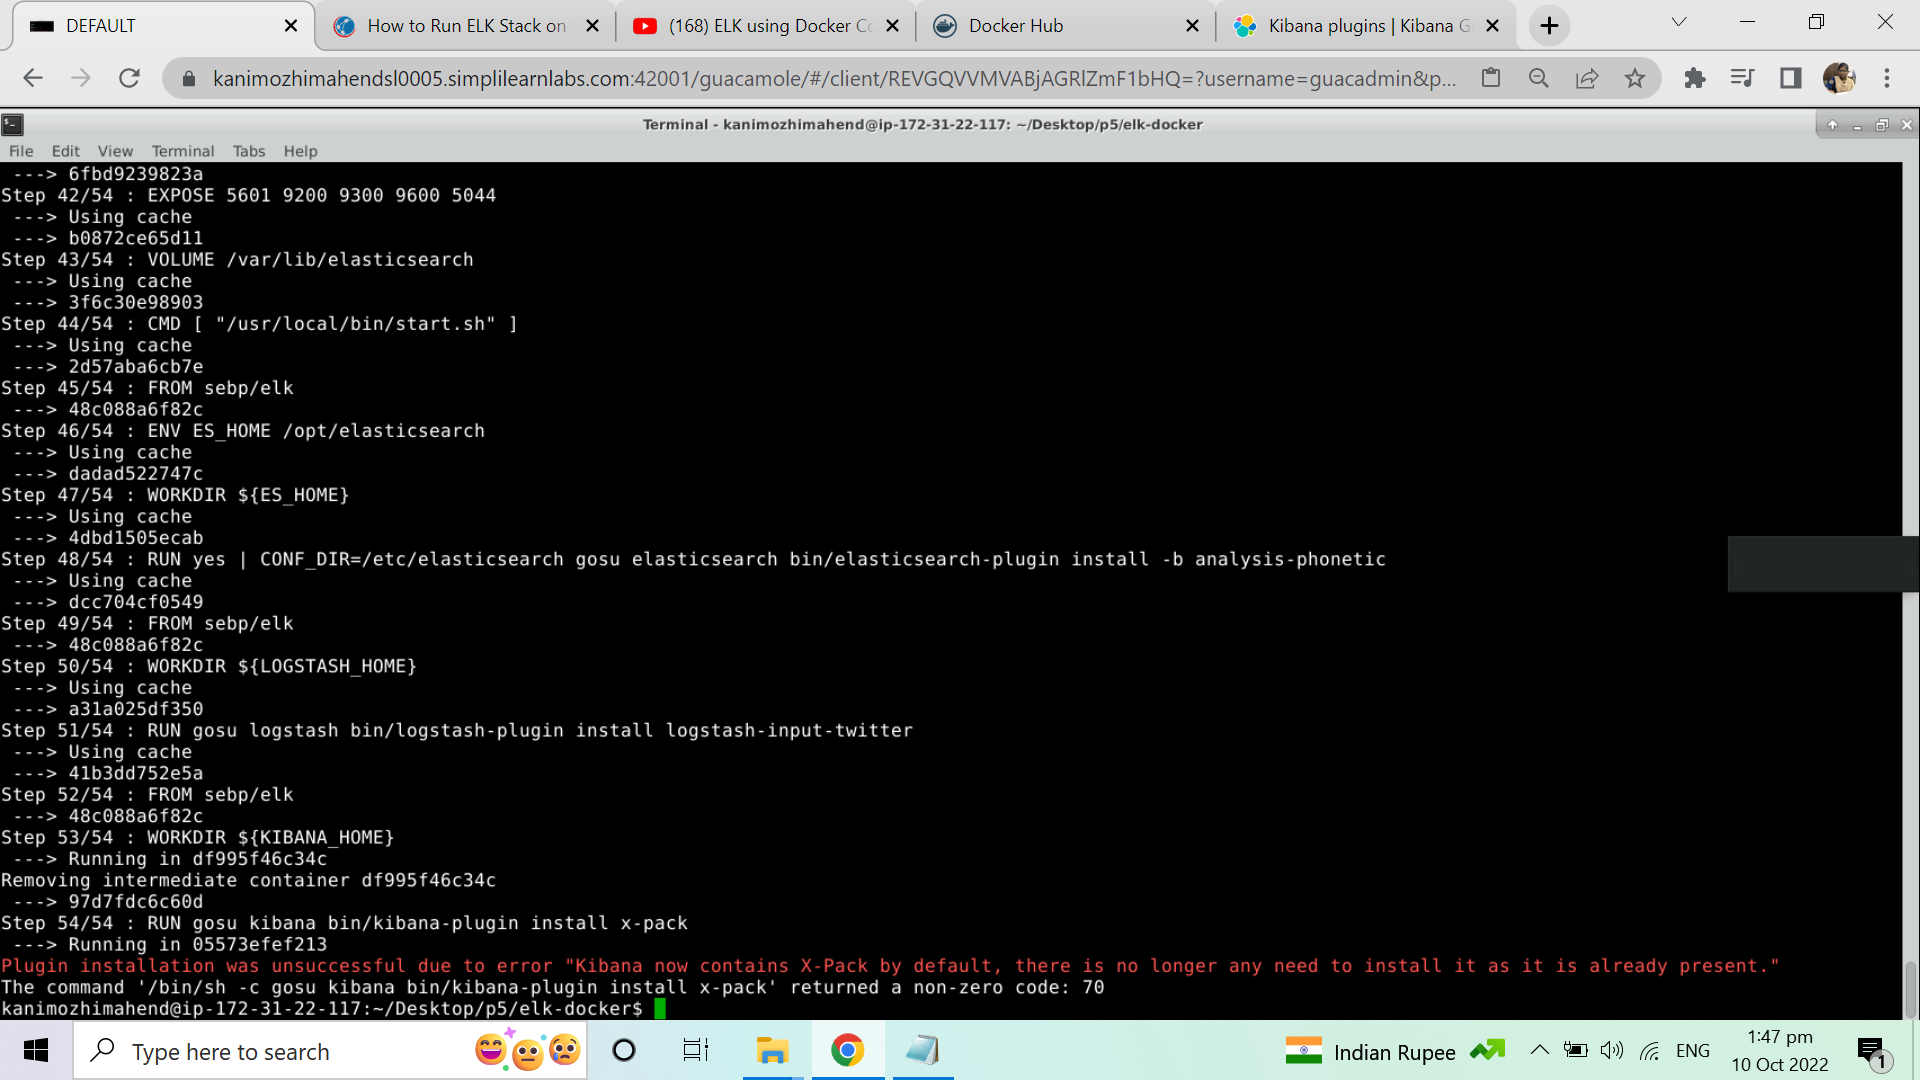 DEFAULT
How to Run ELK Stack on
(168) ELK using Docker Co
Docker Hub
Kibana plugins | Kibana G
kanimozhimahendsl0005.simplilearnlabs.com:42001/guacamole/#/client/REVGQVVMVABjAGRlZmF1bHQ=?username=guacadmin&p...
Terminal - kanimozhimahend@ip-172-31-22-117: ~/Desktop/p5/elk-docker
File Edit View Terminal Tabs Help
---> 6fbd9239823a
Step 42/54 : EXPOSE 5601 9200 9300 9600 5044
---> Using cache
---> b0872ce65d11
Step 43/54 : VOLUME /var/lib/elasticsearch
---> Using cache
---> 3f6c30e98903
Step 44/54 : CMD [ "/usr/local/bin/start.sh" ]
---> Using cache
---> 2d57aba6cb7e
Step 45/54 : FROM sebp/elk
---> 48c088a6f82c
Step 46/54 : ENV ES_HOME /opt/elasticsearch
---> Using cache
---> dadad522747c
Step 47/54 : WORKDIR ${ES_HOME}
---> Using cache
---> 4dbd1505ecab
Step 48/54 : RUN yes | CONF_DIR=/etc/elasticsearch gosu elasticsearch bin/elasticsearch-plugin install -b analysis-phonetic
---> Using cache
---> dcc704cf0549
Step 49/54 : FROM sebp/elk
---> 48c088a6f82c
Step 50/54 : WORKDIR ${LOGSTASH_HOME}
---> Using cache
---> a31a025df350
Step 51/54 : RUN gosu logstash bin/logstash-plugin install logstash-input-twitter
---> Using cache
---> 41b3dd752e5a
Step 52/54 : FROM sebp/elk
---> 48c088a6f82c
Step 53/54 : WORKDIR ${KIBANA_HOME}
---> Running in df995f46c34c
Removing intermediate container df995f46c34c
---> 97d7fdc6c60d
Step 54/54 : RUN gosu kibana bin/kibana-plugin install x-pack
---> Running in 05573efef213
Plugin installation was unsuccessful due to error "Kibana now contains X-Pack by default, there is no longer any need to install it as it is already present."
The command '/bin/sh -c gosu kibana bin/kibana-plugin install x-pack' returned a non-zero code: 70
kanimozhimahend@ip-172-31-22-117:~/Desktop/p5/elk-docker$
Type here to search
Indian Rupee
ENG
1:47 pm
10 Oct 2022
1